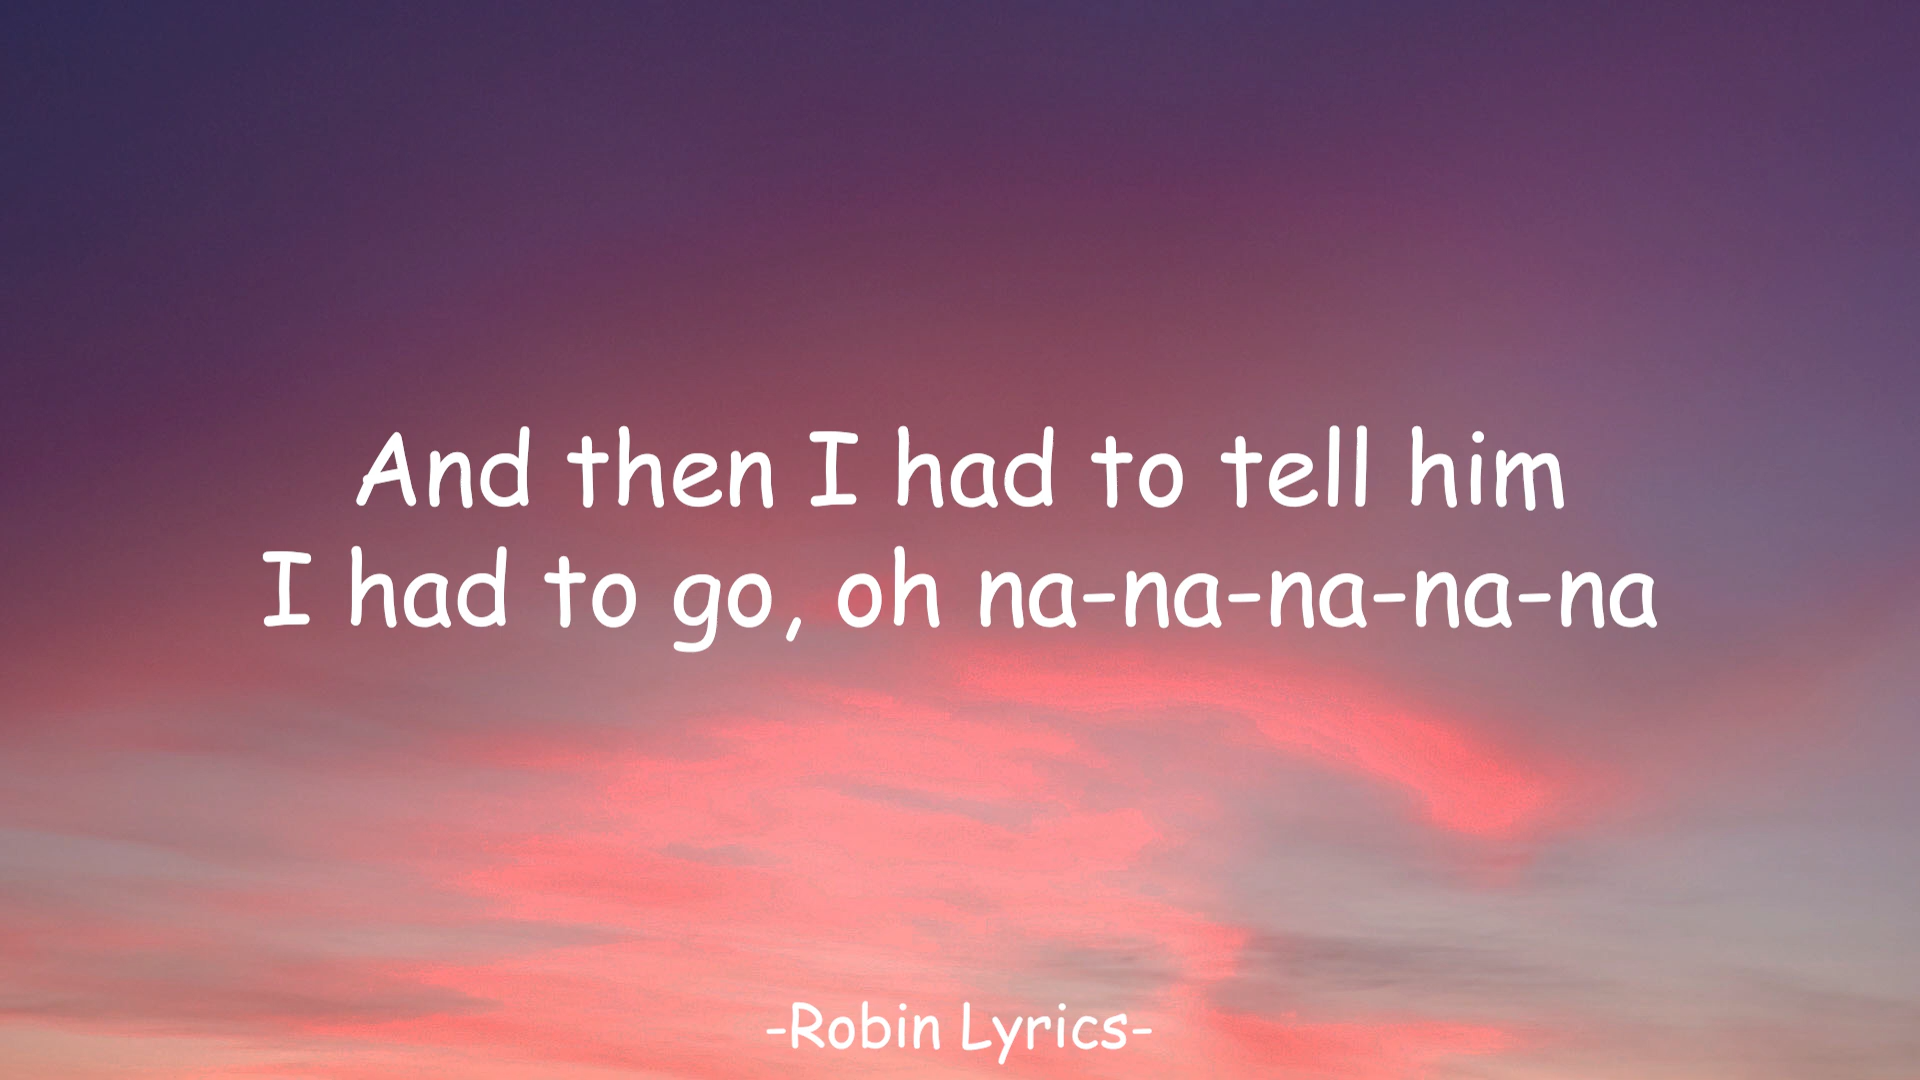 And then I had to tell him
I had to go, oh na-na-na-na-na
-Robin Lyrics-